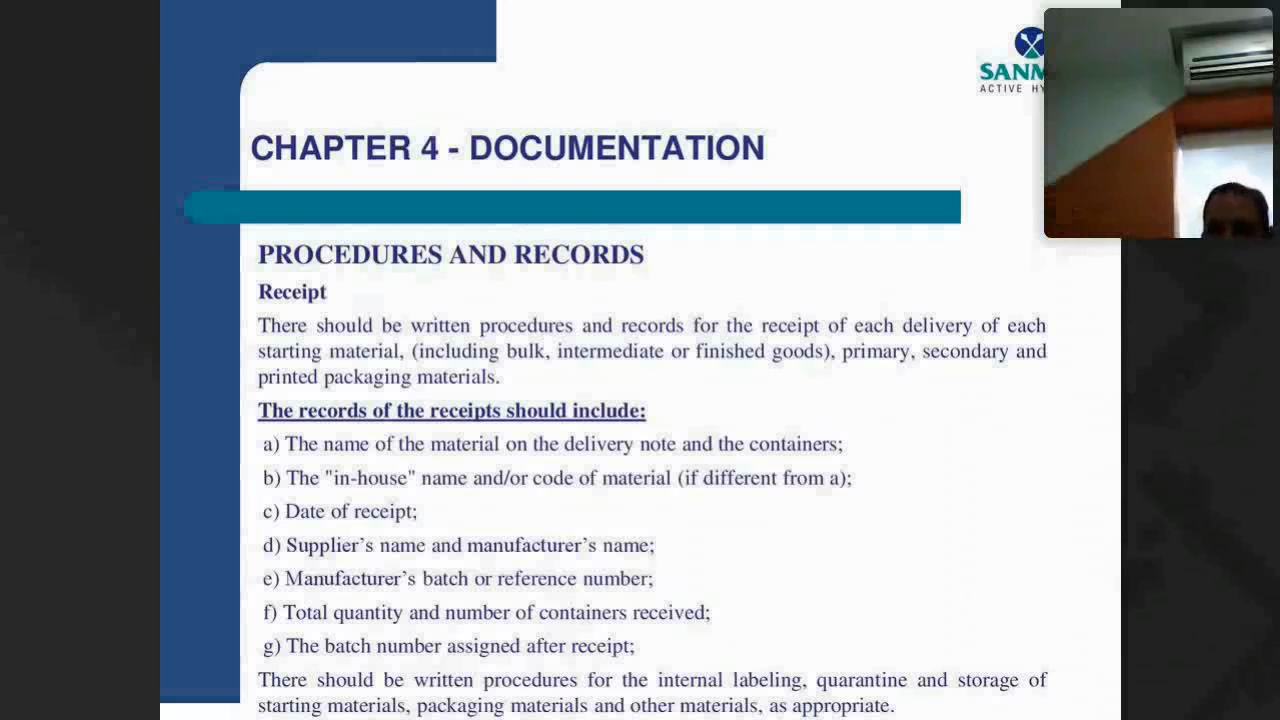 SANM
ACTIVE HY
CHAPTER 4 - DOCUMENTATION
PROCEDURES AND RECORDS
Receipt
There should be written procedures and records for the receipt of each delivery of each
starting material, (including bulk, intermediate or finished goods), primary, secondary and
printed packaging materials.
The records of the receipts should include:
a) The name of the material on the delivery note and the containers;
b) The "in-house" name and/or code of material (if different from a);
c) Date of receipt;
d) Supplier's name and manufacturer's name;
e) Manufacturer's batch or reference number;
f) Total quantity and number of containers received;
g) The batch number assigned after receipt;
There should be written procedures for the internal labeling, quarantine and storage of
starting materials, packaging materials and other materials, as appropriate.